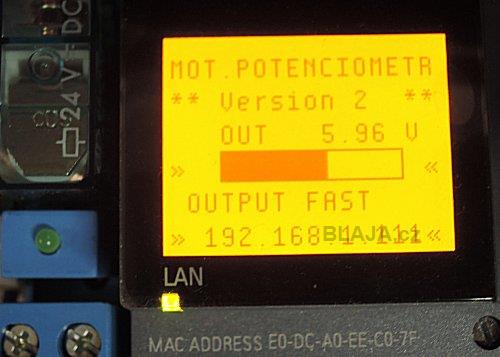 DC
24 V
MOT.POTENCIOMETR
** Version 2 **
OUT 5.96 V
» «
OUTPUT FAST
» 192.168.1.111«
BLAJA.cz
LAN
MAC ADDRESS E0-DC-A0-EE-C0-7F